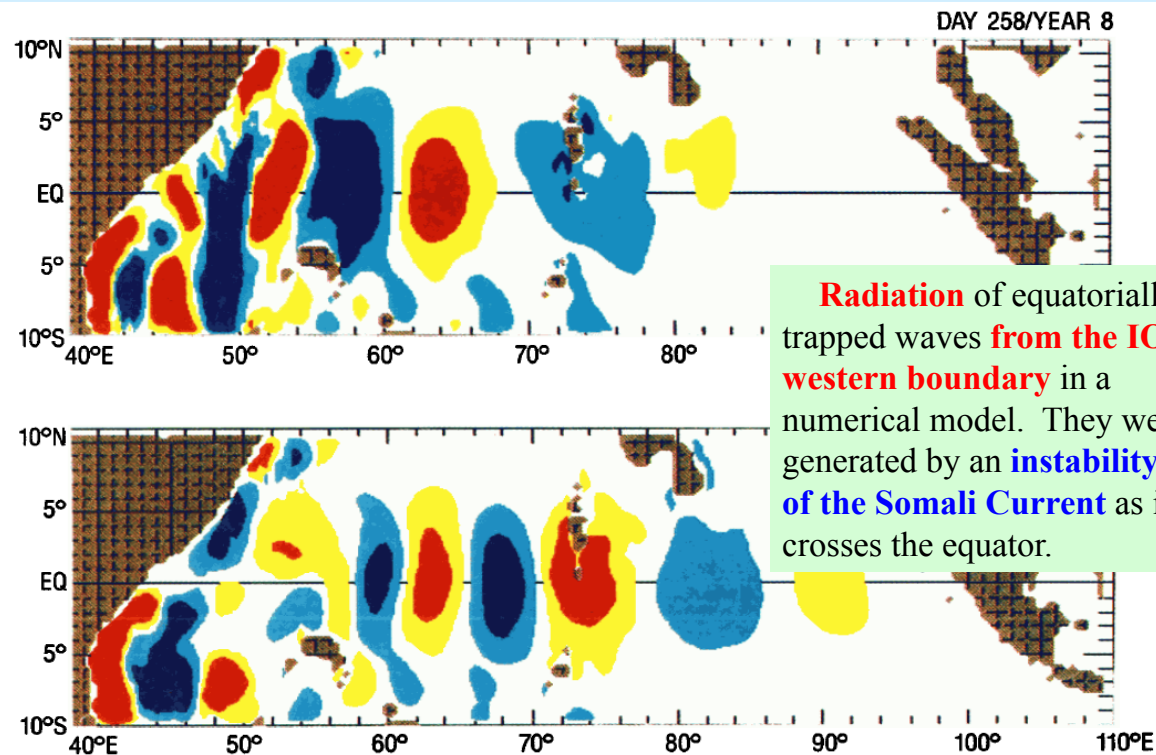 DAY 258/YEAR 8
10°N
5°
EQ
5°
10°S
40°E 50° 60° 70° 80°
Radiation of equatoriall
trapped waves from the IO
western boundary in a
numerical model. They we
generated by an instability
of the Somali Current as i
crosses the equator.
10°N
5°
EQ
5°
10°S
40°E 50° 60° 70° 80° 90° 100° 110°E